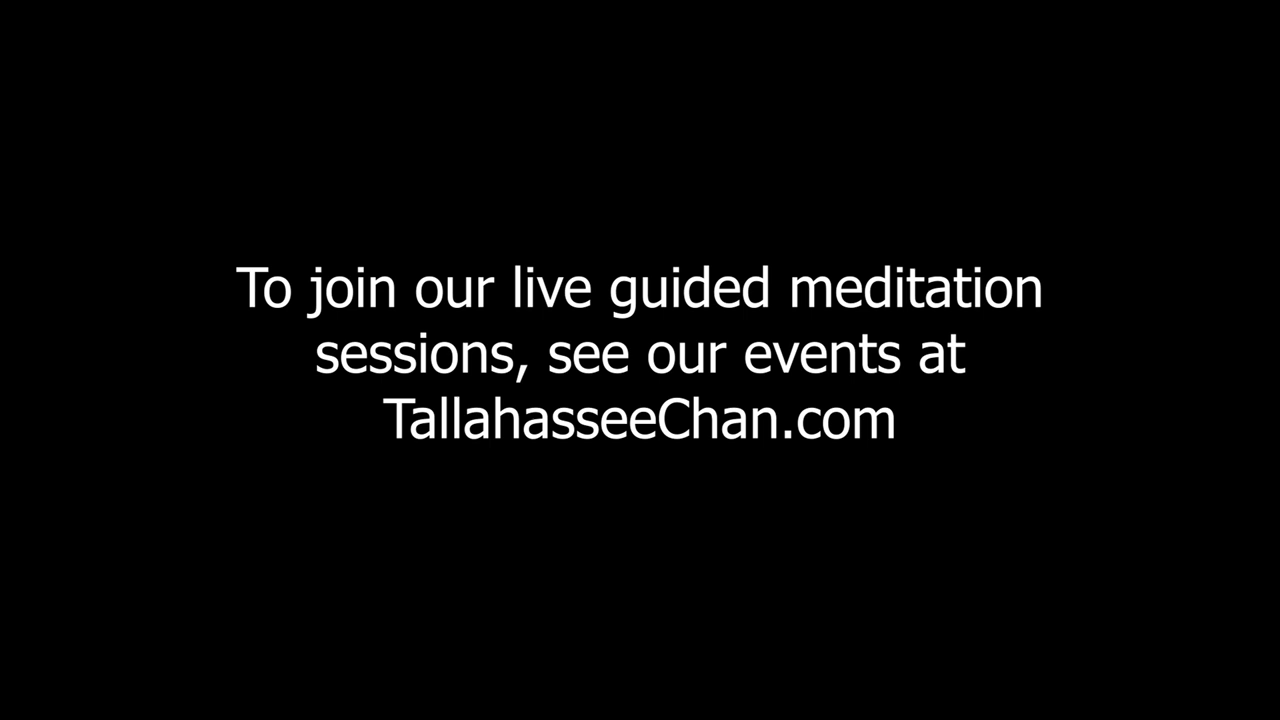 To join our live guided meditation
sessions, see our events at
TallahasseeChan.com